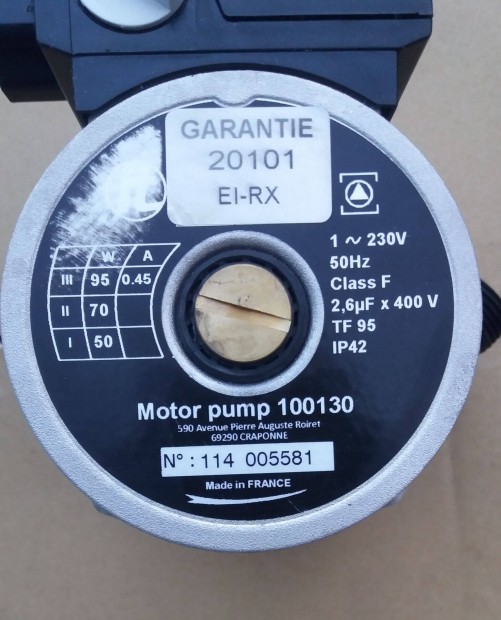 GARANTIE
20101
EI-RX
1 ~ 230V
50Hz
Class F
2,6µF x 400 V
TF 95
IP42
W A
III 95 0.45
II 70
I 50
Motor pump 100130
590 Avenue Pierre Auguste Roiret
69290 CRAPONNE
N° : 114 005581
Made in FRANCE